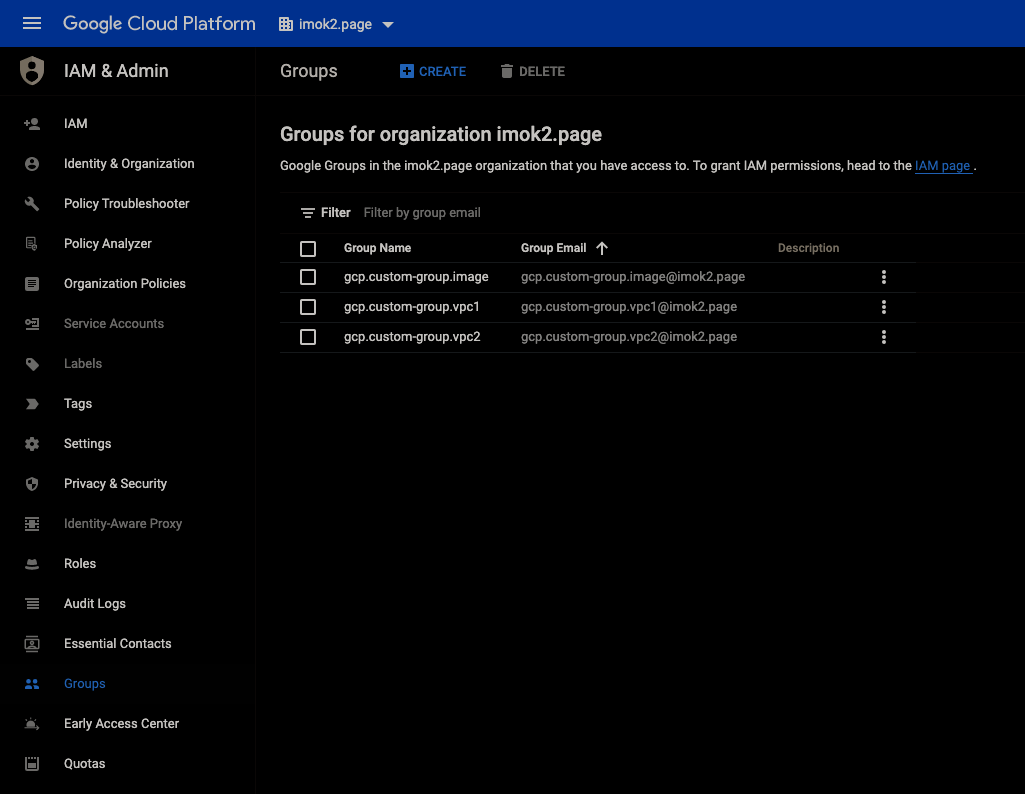 Google Cloud Platform imok2.page
IAM & Admin
Groups CREATE DELETE
IAM
Identity & Organization
Policy Troubleshooter
Policy Analyzer
Organization Policies
Service Accounts
Labels
Tags
Settings
Privacy & Security
Identity-Aware Proxy
Roles
Audit Logs
Essential Contacts
Groups
Early Access Center
Quotas
Groups for organization imok2.page
Google Groups in the imok2.page organization that you have access to. To grant IAM permissions, head to the IAM page .
Filter Filter by group email
Group Name Group Email Description
gcp.custom-group.image gcp.custom-group.image@imok2.page
gcp.custom-group.vpc1 gcp.custom-group.vpc1@imok2.page
gcp.custom-group.vpc2 gcp.custom-group.vpc2@imok2.page